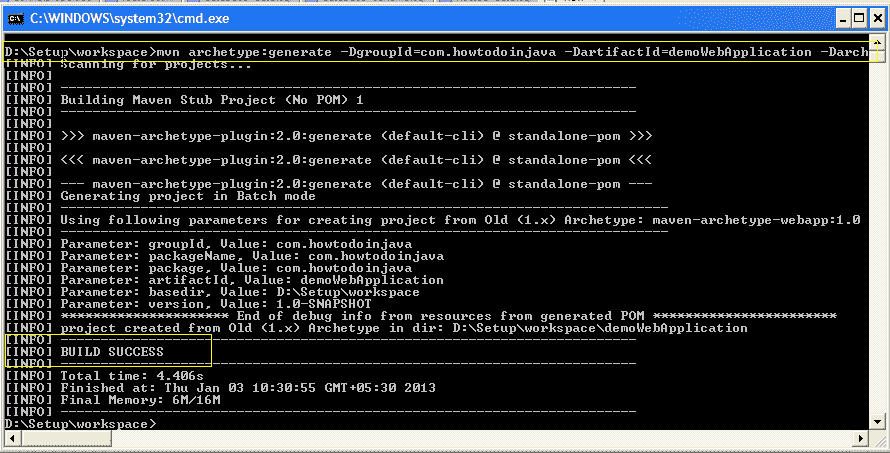 C:\WINDOWS\system32\cmd.exe
D:\Setup\workspace>mvn archetype:generate -DgroupId=com.howtodoinjava -DartifactId=demoWebApplication -Darch
[INFO] Scanning for projects...
[INFO]
[INFO] ------------------------------------------------------------------------
[INFO] Building Maven Stub Project (No POM) 1
[INFO] ------------------------------------------------------------------------
[INFO]
[INFO] >>> maven-archetype-plugin:2.0:generate (default-cli) @ standalone-pom >>>
[INFO]
[INFO] <<< maven-archetype-plugin:2.0:generate (default-cli) @ standalone-pom <<<
[INFO]
[INFO] --- maven-archetype-plugin:2.0:generate (default-cli) @ standalone-pom ---
[INFO] Generating project in Batch mode
[INFO] ----------------------------------------------------------------------------
[INFO] Using following parameters for creating project from Old (1.x) Archetype: maven-archetype-webapp:1.0
[INFO] ----------------------------------------------------------------------------
[INFO] Parameter: groupId, Value: com.howtodoinjava
[INFO] Parameter: packageName, Value: com.howtodoinjava
[INFO] Parameter: package, Value: com.howtodoinjava
[INFO] Parameter: artifactId, Value: demoWebApplication
[INFO] Parameter: basedir, Value: D:\Setup\workspace
[INFO] Parameter: version, Value: 1.0-SNAPSHOT
[INFO] ********************* End of debug info from resources from generated POM ***********************
[INFO] project created from Old (1.x) Archetype in dir: D:\Setup\workspace\demoWebApplication
[INFO] ------------------------------------------------------------------------
[INFO] BUILD SUCCESS
[INFO] ------------------------------------------------------------------------
[INFO] Total time: 4.406s
[INFO] Finished at: Thu Jan 03 10:30:55 GMT+05:30 2013
[INFO] Final Memory: 6M/16M
[INFO] ------------------------------------------------------------------------
D:\Setup\workspace>